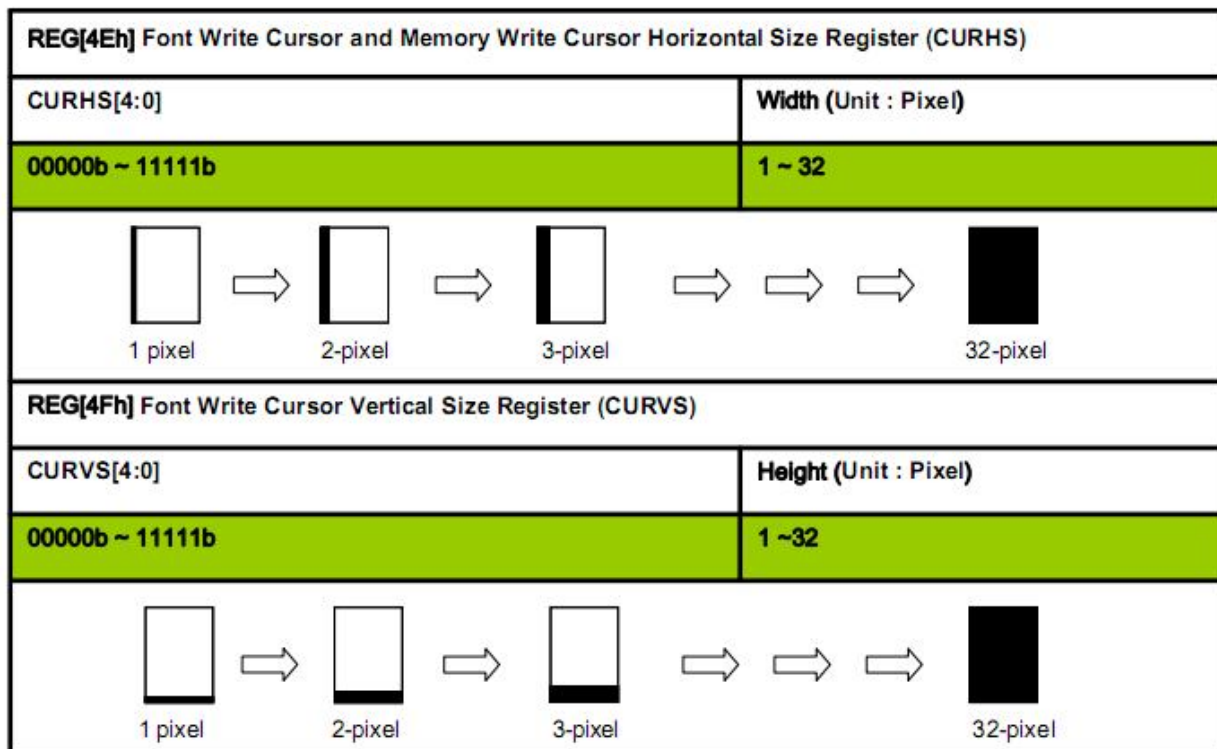 REG[4Eh] Font Write Cursor and Memory Write Cursor Horizontal Size Register (CURHS)
CURHS[4:0] Width (Unit : Pixel)
00000b ~ 11111b 1 ~ 32
1 pixel 2-pixel 3-pixel 32-pixel
REG[4Fh] Font Write Cursor Vertical Size Register (CURVS)
CURVS[4:0] Height (Unit : Pixel)
00000b ~ 11111b 1 ~32
1 pixel 2-pixel 3-pixel 32-pixel